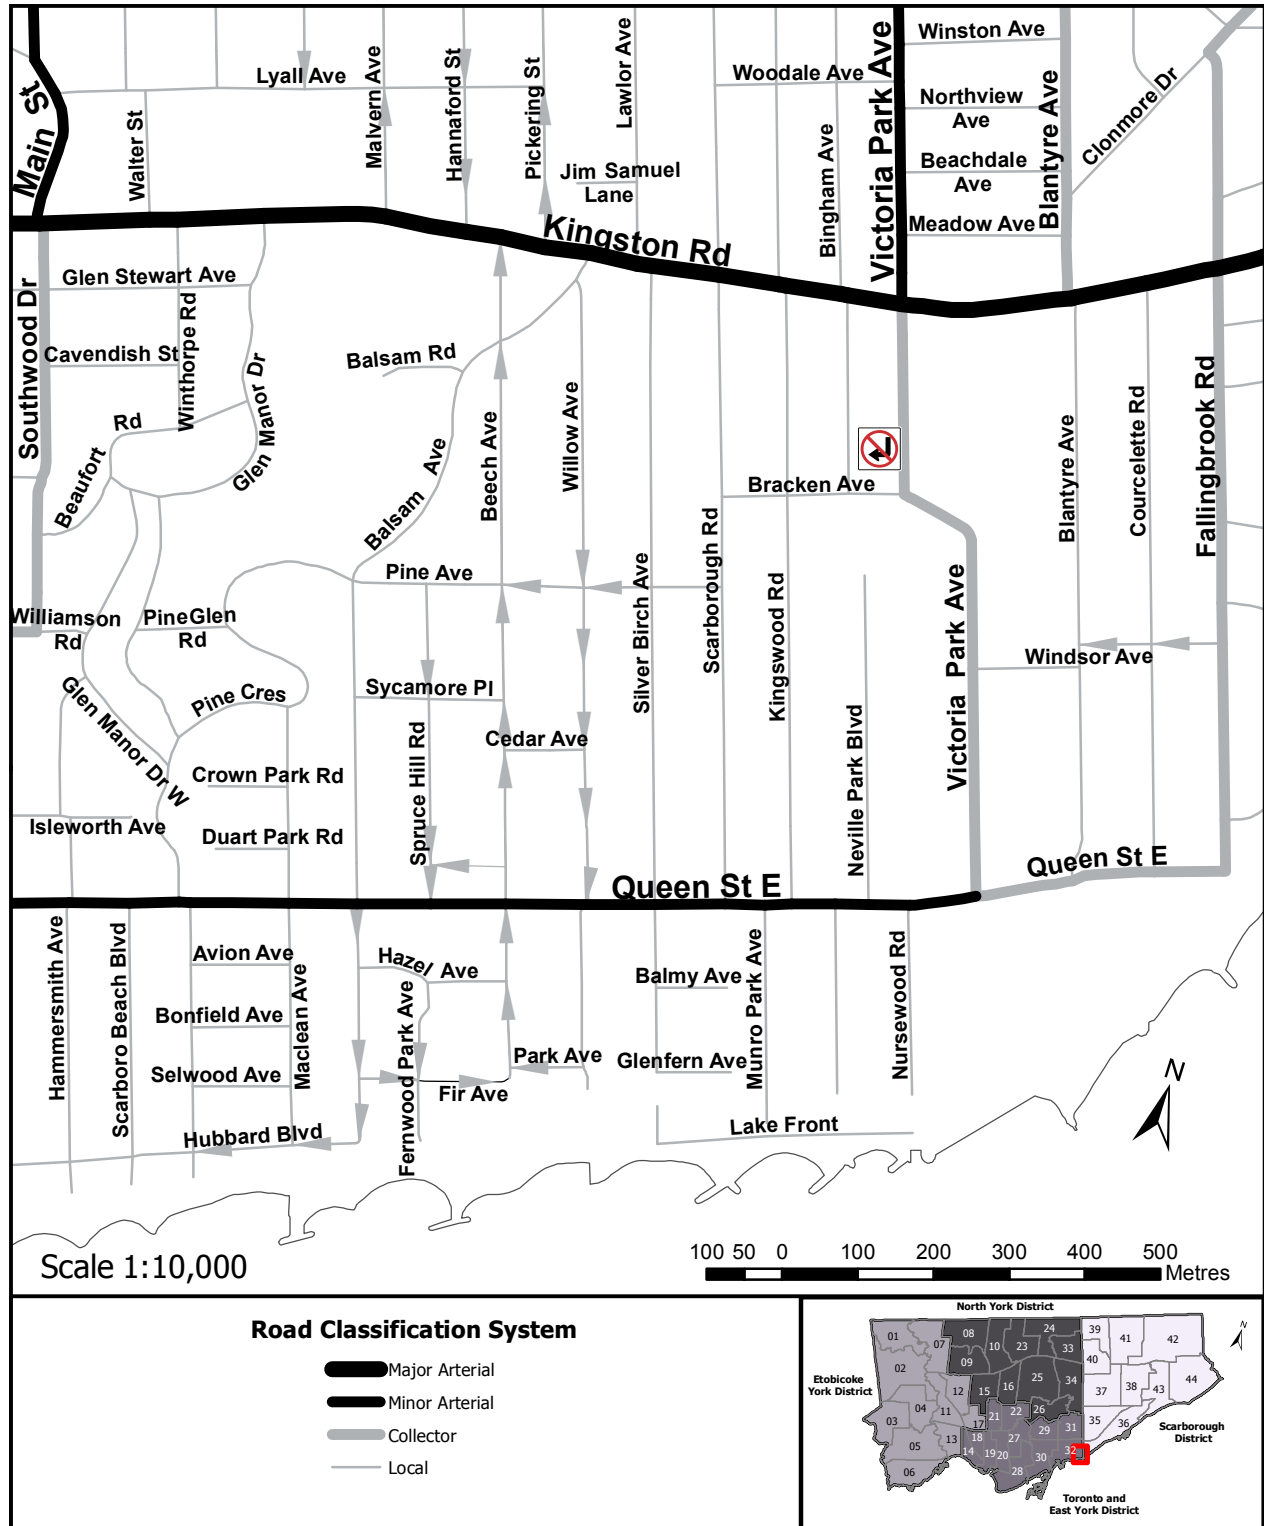 Winston Ave
Lyall Ave
Malvern Ave
Hannaford St
Pickering St
Lawlor Ave
Woodale Ave
Victoria Park Ave
Northview
Ave
Blantyre Ave
Clonmore Dr
Main St
Walter St
Jim Samuel
Lane
Bingham Ave
Beachdale
Ave
Meadow Ave
Kingston Rd
Southwood Dr
Glen Stewart Ave
Winthorpe Rd
Cavendish St
Glen Manor Dr
Balsam Rd
Beaufort Rd
Balsam Ave
Beech Ave
Willow Ave
Bracken Ave
Blantyre Ave
Courcelette Rd
Fallingbrook Rd
Pine Ave
Silver Birch Ave
Scarborough Rd
Kingswood Rd
Victoria Park Ave
Williamson
Rd
PineGlen
Rd
Windsor Ave
Glen Manor Dr W
Pine Cres
Sycamore Pl
Cedar Ave
Spruce Hill Rd
Neville Park Blvd
Crown Park Rd
Isleworth Ave
Duart Park Rd
Queen St E
Queen St E
Hammersmith Ave
Scarboro Beach Blvd
Avion Ave
Maclean Ave
Hazel Ave
Fernwood Park Ave
Balmy Ave
Munro Park Ave
Nursewood Rd
Bonfield Ave
Selwood Ave
Park Ave
Fir Ave
Glenfern Ave
Hubbard Blvd
Lake Front
N
Scale 1:10,000
100 50 0 100 200 300 400 500
Metres
Road Classification System
Major Arterial
Minor Arterial
Collector
Local
North York District
Etobicoke
York District
Scarborough
District
Toronto and
East York District
N
01
07
08
10
23
24
33
39
41
42
02
09
40
12
15
16
25
34
37
38
43
44
03
04
11
17
21
22
26
35
36
05
13
18
27
29
31
06
14
19
20
28
30
32